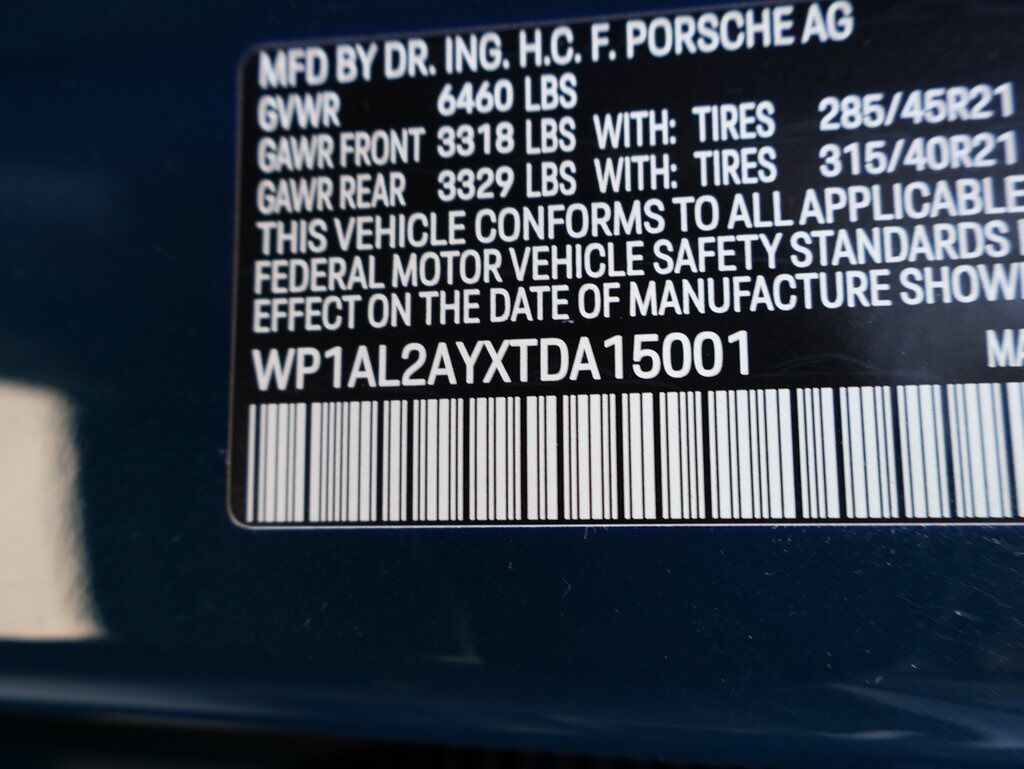 MFD BY DR. ING. H.C. F. PORSCHE AG
GVWR 6460 LBS
GAWR FRONT 3318 LBS WITH: TIRES 285/45R21
GAWR REAR 3329 LBS WITH: TIRES 315/40R21
THIS VEHICLE CONFORMS TO ALL APPLICABLE
FEDERAL MOTOR VEHICLE SAFETY STANDARDS
EFFECT ON THE DATE OF MANUFACTURE SHOW
WP1AL2AYXTDA15001 MA